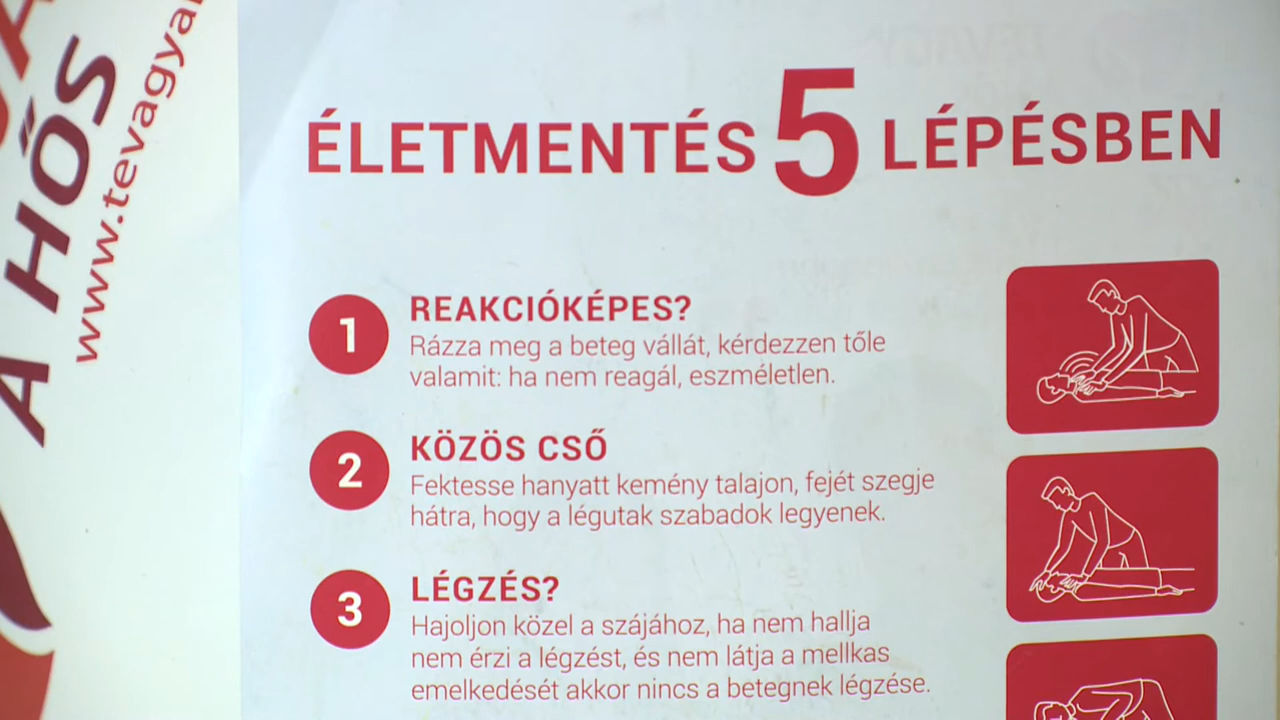 A HŐS
ÉLETMENTÉS 5 LÉPÉSBEN
1
REAKCIÓKÉPES?
Rázza meg a beteg vállát, kérdezzen tőle
valamit: ha nem reagál, eszméletlen.
2
KÖZÖS CSŐ
Fektesse hanyatt kemény talajon, fejét szegje
hátra, hogy a légutak szabadok legyenek.
3
LÉGZÉS?
Hajoljon közel a szájához, ha nem hallja
nem érzi a légzést, és nem látja a mellkas
emelkedését akkor nincs a betegnek légzése.